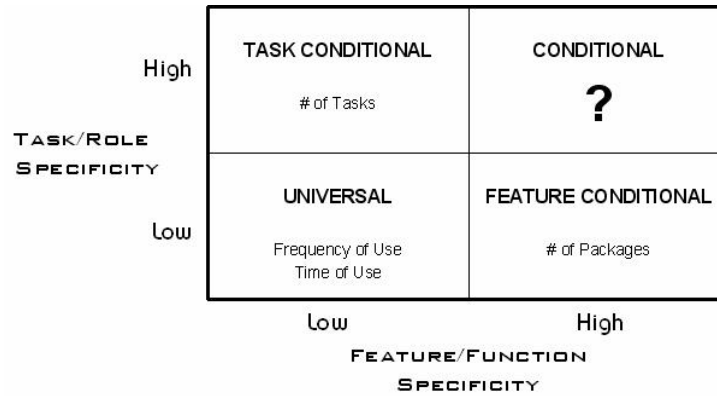 High
TASK CONDITIONAL
# of Tasks
CONDITIONAL
?
TASK/ROLE
SPECIFICITY
Low
UNIVERSAL
Frequency of Use
Time of Use
FEATURE CONDITIONAL
# of Packages
Low
High
FEATURE/FUNCTION
SPECIFICITY